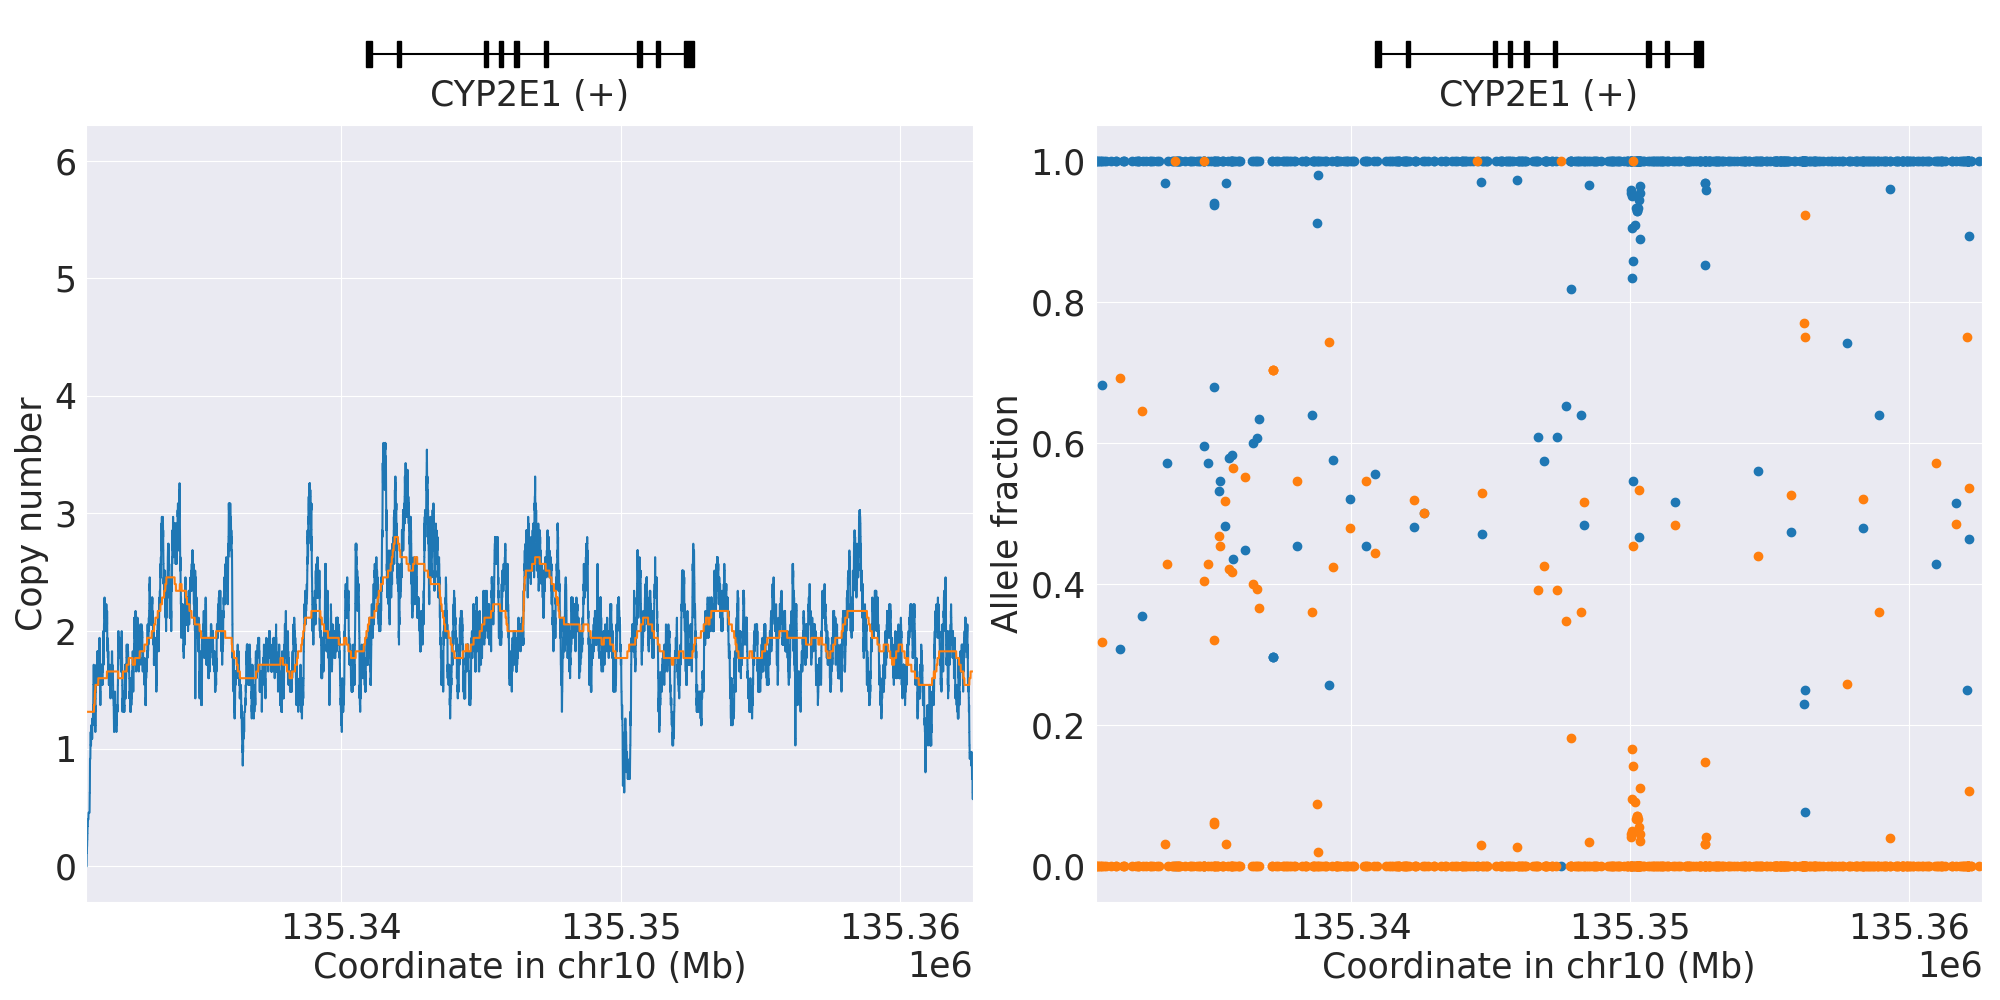 CYP2E1 (+)
6
5
4
3
2
1
0
Copy number
135.34 135.35 135.36
Coordinate in chr10 (Mb)
1e6
CYP2E1 (+)
1.0
0.8
0.6
0.4
0.2
0.0
Allele fraction
135.34 135.35 135.36
Coordinate in chr10 (Mb)
1e6